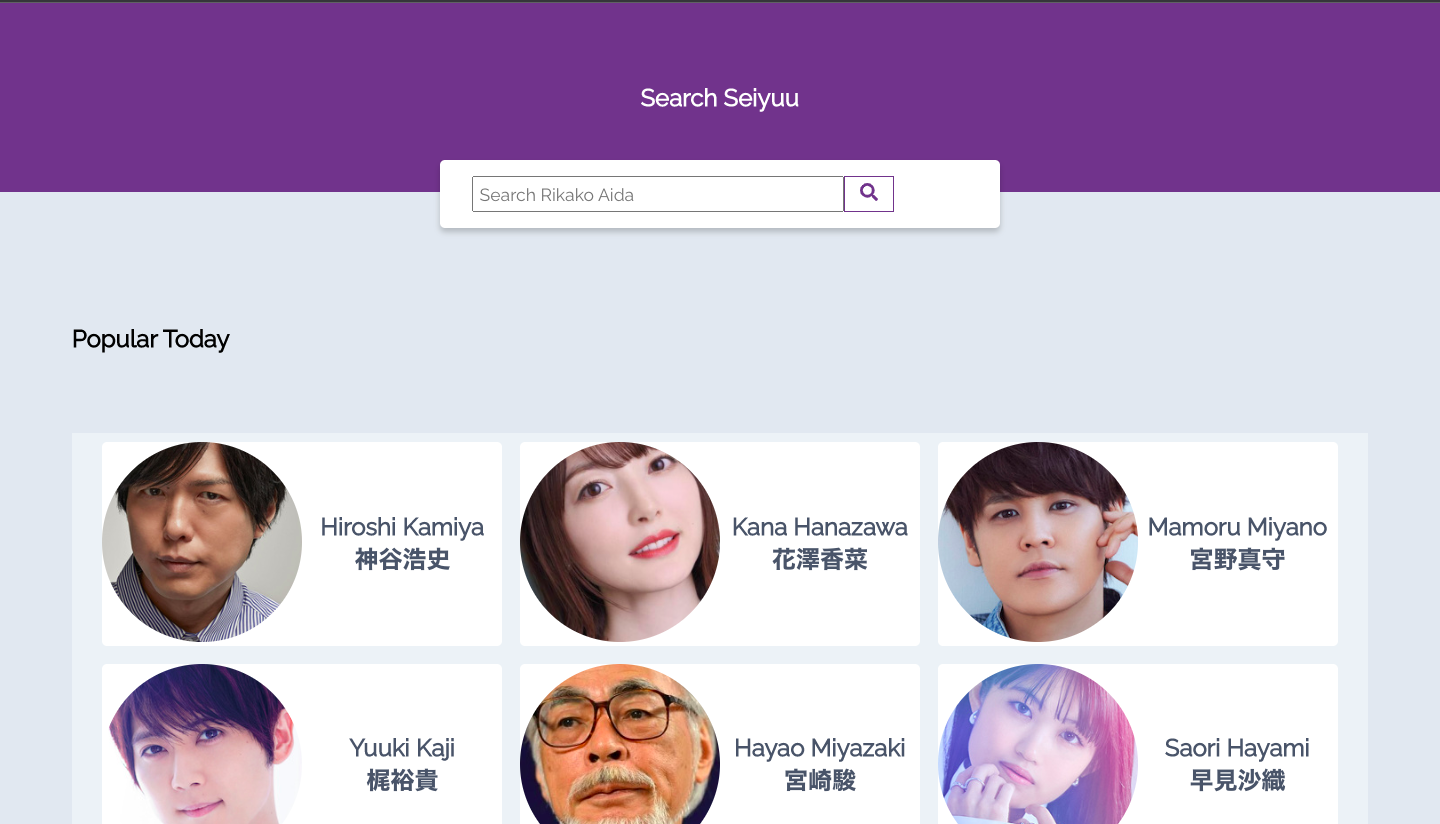 Search Seiyuu
Search Rikako Aida
Popular Today
Hiroshi Kamiya
神谷浩史
Kana Hanazawa
花澤香菜
Mamoru Miyano
宮野真守
Yuuki Kaji
梶裕貴
Hayao Miyazaki
宮崎駿
Saori Hayami
早見沙織